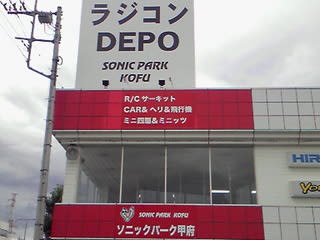 ラジコン
DEPO
SONIC PARK
KOFU
R/C サーキット
CAR& ヘリ&飛行機
ミニ四駆&ミニッツ
SONIC PARK KOFU
ソニックパーク甲府